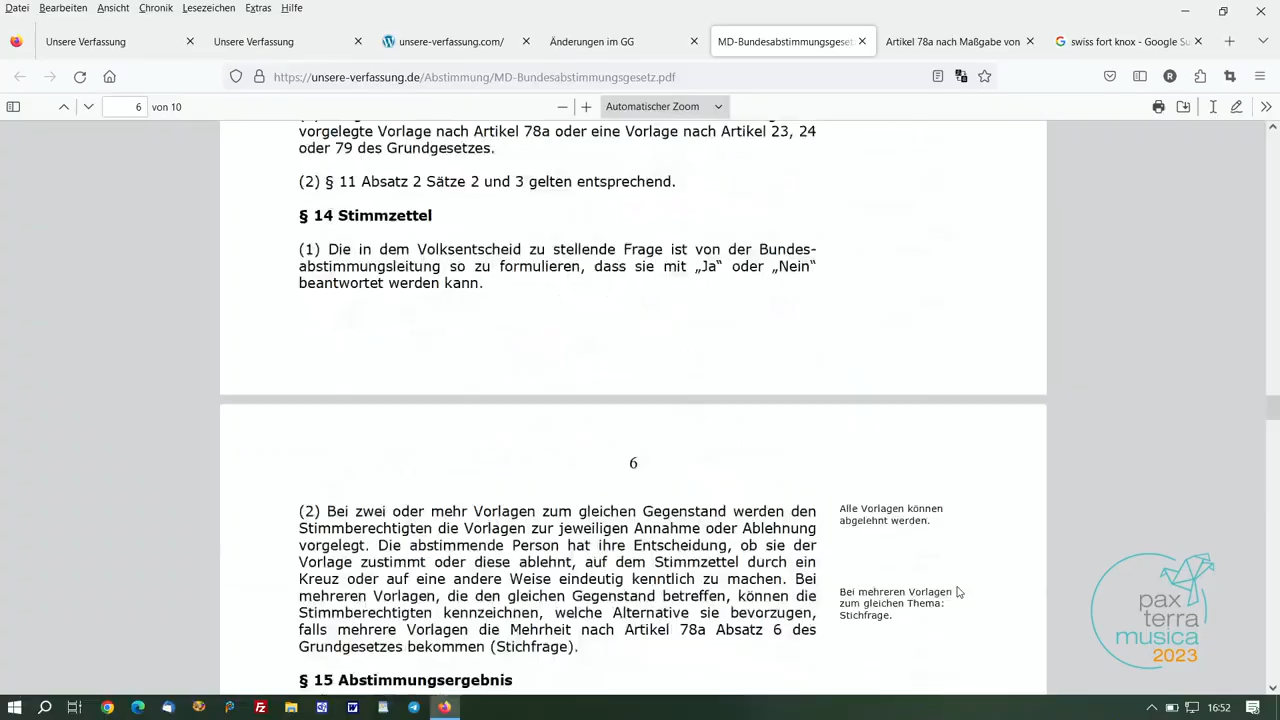 Datei Bearbeiten Ansicht Chronik Lesezeichen Extras Hilfe
Unsere Verfassung
Unsere Verfassung
unsere-verfassung.com/
Änderungen im GG
MD-Bundesabstimmungsgeset
Artikel 78a nach Maßgabe von
swiss fort knox - Google Su
https://unsere-verfassung.de/Abstimmung/MD-Bundesabstimmungsgesetz.pdf
6 von 10
Automatischer Zoom
vorgelegte Vorlage nach Artikel 78a oder eine Vorlage nach Artikel 23, 24
oder 79 des Grundgesetzes.
(2) § 11 Absatz 2 Sätze 2 und 3 gelten entsprechend.
§ 14 Stimmzettel
(1) Die in dem Volksentscheid zu stellende Frage ist von der Bundes-
abstimmungsleitung so zu formulieren, dass sie mit „Ja“ oder „Nein“
beantwortet werden kann.
6
(2) Bei zwei oder mehr Vorlagen zum gleichen Gegenstand werden den
Stimmberechtigten die Vorlagen zur jeweiligen Annahme oder Ablehnung
vorgelegt. Die abstimmende Person hat ihre Entscheidung, ob sie der
Vorlage zustimmt oder diese ablehnt, auf dem Stimmzettel durch ein
Kreuz oder auf eine andere Weise eindeutig kenntlich zu machen. Bei
mehreren Vorlagen, die den gleichen Gegenstand betreffen, können die
Stimmberechtigten kennzeichnen, welche Alternative sie bevorzugen,
falls mehrere Vorlagen die Mehrheit nach Artikel 78a Absatz 6 des
Grundgesetzes bekommen (Stichfrage).
Alle Vorlagen können
abgelehnt werden.
Bei mehreren Vorlagen
zum gleichen Thema:
Stichfrage.
§ 15 Abstimmungsergebnis
pax
terra
musica
2023
16:52